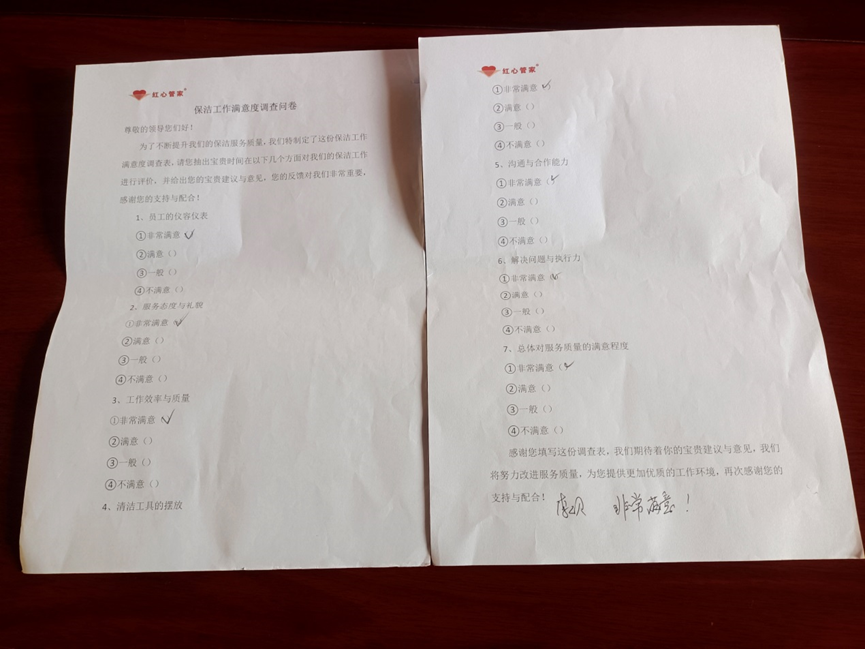 红心管家®
保洁工作满意度调查问卷
尊敬的领导您们好！
为了不断提升我们的保洁服务质量，我们特制定了这份保洁工作
满意度调查表，请您抽出宝贵时间在以下几个方面对我们的保洁工作
进行评价，并给出您的宝贵建议与意见，您的反馈对我们非常重要，
感谢您的支持与配合！
1、员工的仪容仪表
①非常满意 ✓
②满意（）
③一般（）
④不满意（）
2、服务态度与礼貌
①非常满意 ✓
②满意（）
③一般（）
④不满意（）
3、工作效率与质量
①非常满意 ✓
②满意（）
③一般（）
④不满意（）
4、清洁工具的摆放
红心管家®
①非常满意 ✓
②满意（）
③一般（）
④不满意（）
5、沟通与合作能力
①非常满意（✓
②满意（）
③一般（）
④不满意（）
6、解决问题与执行力
①非常满意 ✓
②满意（）
③一般（）
④不满意（）
7、总体对服务质量的满意程度
①非常满意（✓
②满意（）
③一般（）
④不满意（）
感谢您填写这份调查表，我们期待着你的宝贵建议与意见，我们
将努力改进服务质量，为您提供更加优质的工作环境，再次感谢您的
支持与配合！
非常满意！